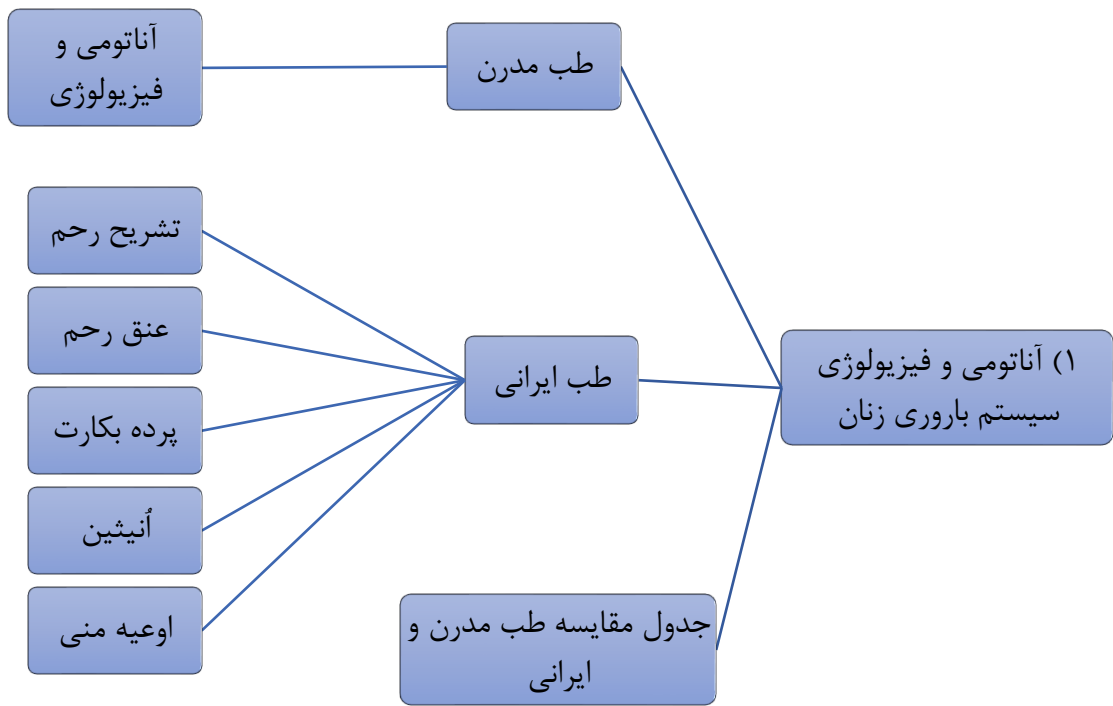 ۱) آناتومی و فیزیولوژی
سیستم باروری زنان
طب مدرن
آناتومی و
فیزیولوژی
طب ایرانی
تشریح رحم
عنق رحم
پرده بکارت
اُنیثین
اوعیه منی
جدول مقایسه طب مدرن و
ایرانی